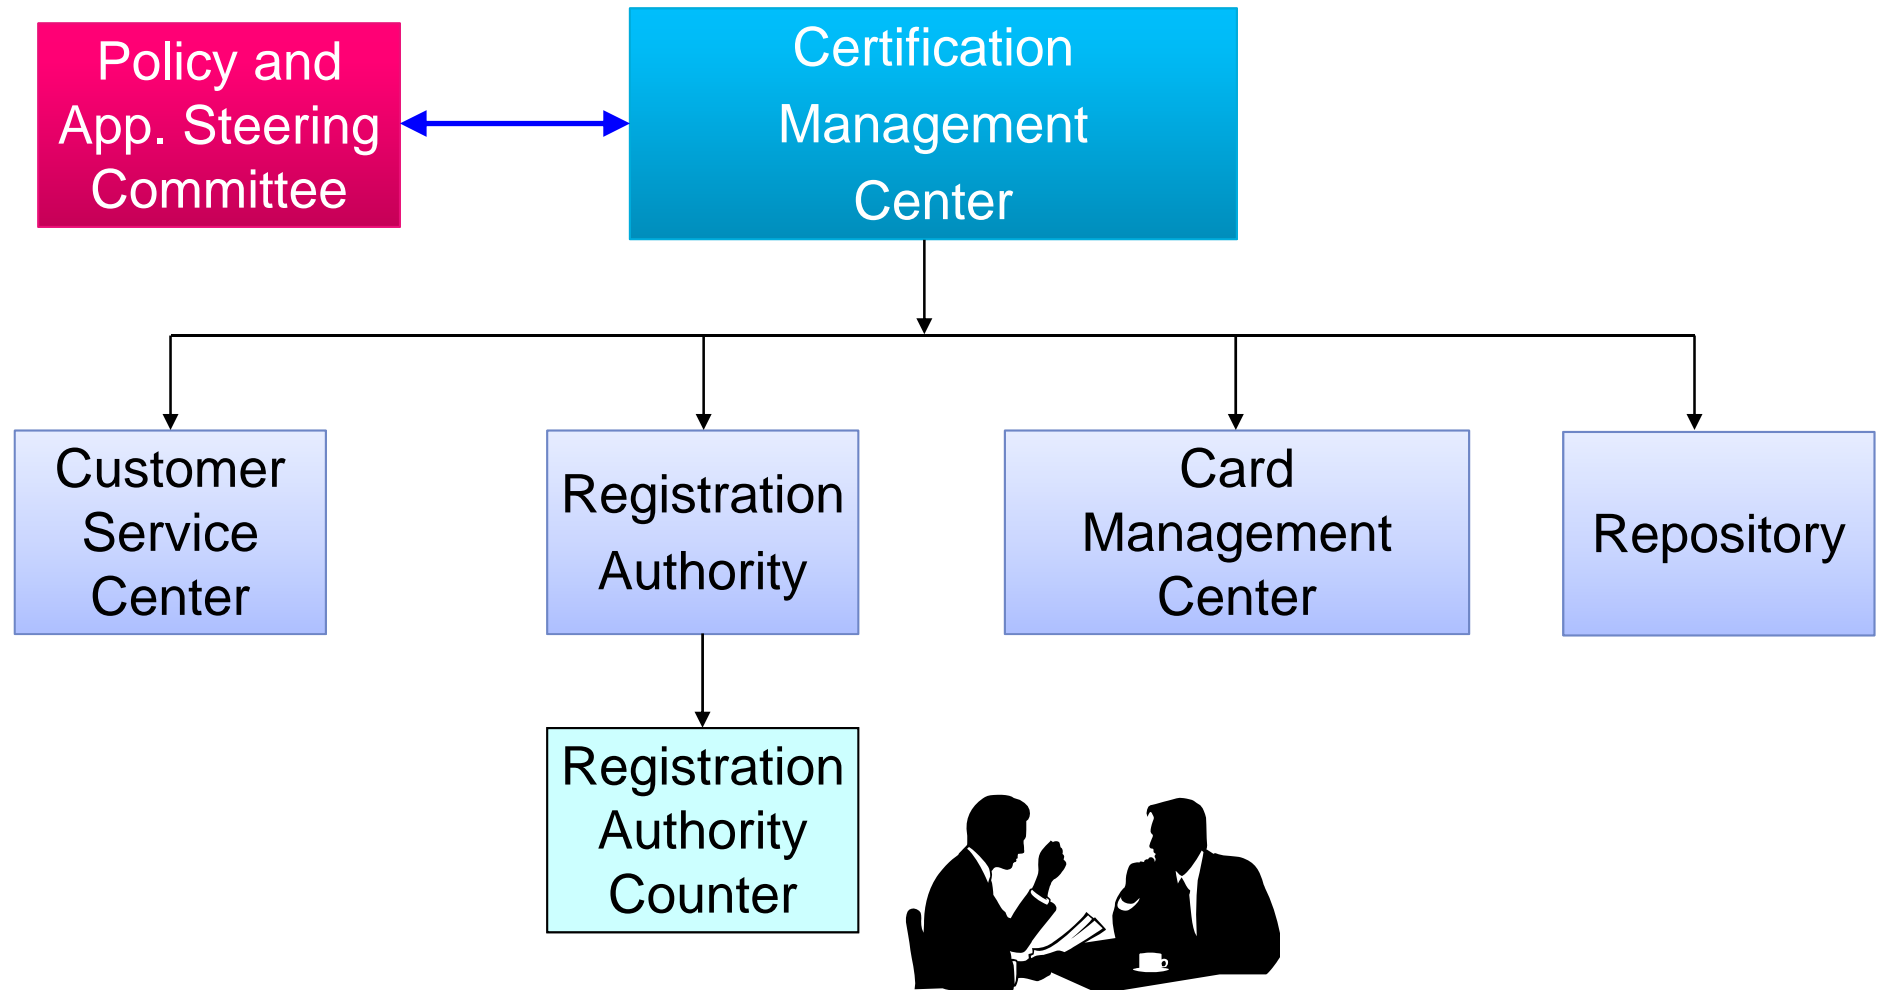 Policy and
App. Steering
Committee
Certification
Management
Center
Customer
Service
Center
Registration
Authority
Card
Management
Center
Repository
Registration
Authority
Counter